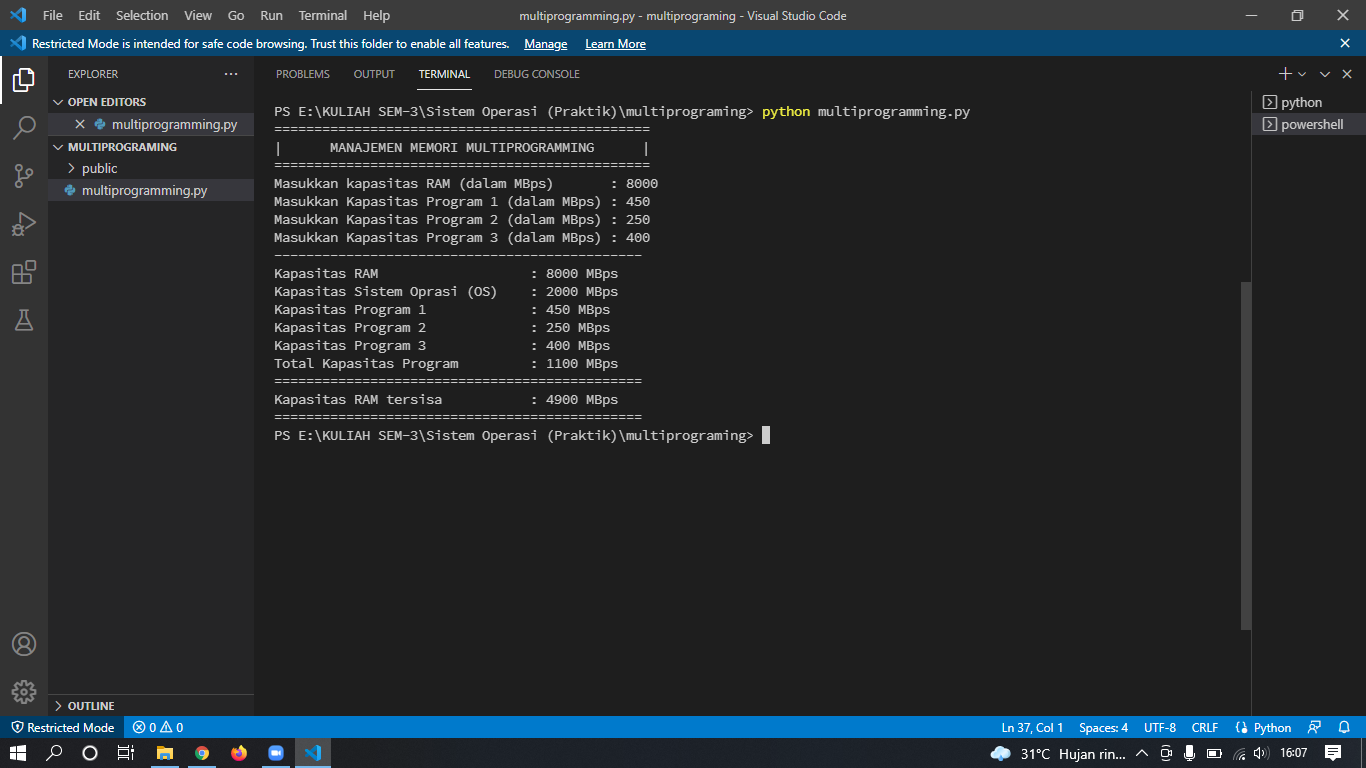 File Edit Selection View Go Run Terminal Help multiprogramming.py - multiprograming - Visual Studio Code
Restricted Mode is intended for safe code browsing. Trust this folder to enable all features. Manage Learn More
EXPLORER
OPEN EDITORS
multiprogramming.py
MULTIPROGRAMING
public
multiprogramming.py
OUTLINE
PROBLEMS OUTPUT TERMINAL DEBUG CONSOLE
PS E:\KULIAH SEM-3\Sistem Operasi (Praktik)\multiprograming> python multiprogramming.py
===============================================
| MANAJEMEN MEMORI MULTIPROGRAMMING |
===============================================
Masukkan kapasitas RAM (dalam MBps) : 8000
Masukkan Kapasitas Program 1 (dalam MBps) : 450
Masukkan Kapasitas Program 2 (dalam MBps) : 250
Masukkan Kapasitas Program 3 (dalam MBps) : 400
----------------------------------------------
Kapasitas RAM : 8000 MBps
Kapasitas Sistem Oprasi (OS) : 2000 MBps
Kapasitas Program 1 : 450 MBps
Kapasitas Program 2 : 250 MBps
Kapasitas Program 3 : 400 MBps
Total Kapasitas Program : 1100 MBps
==============================================
Kapasitas RAM tersisa : 4900 MBps
==============================================
PS E:\KULIAH SEM-3\Sistem Operasi (Praktik)\multiprograming>
python
powershell
Restricted Mode 0 0 Ln 37, Col 1 Spaces: 4 UTF-8 CRLF Python
31°C Hujan rin... 16:07